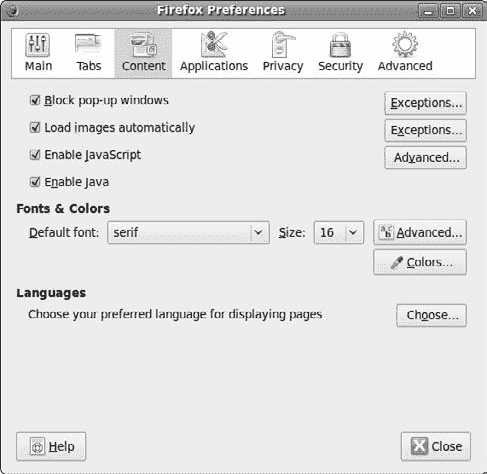 Firefox Preferences
Main Tabs Content Applications Privacy Security Advanced
Block pop-up windows Exceptions...
Load images automatically Exceptions...
Enable JavaScript Advanced...
Enable Java
Fonts & Colors
Default font: serif Size: 16 Advanced...
Colors...
Languages
Choose your preferred language for displaying pages Choose...
Help Close